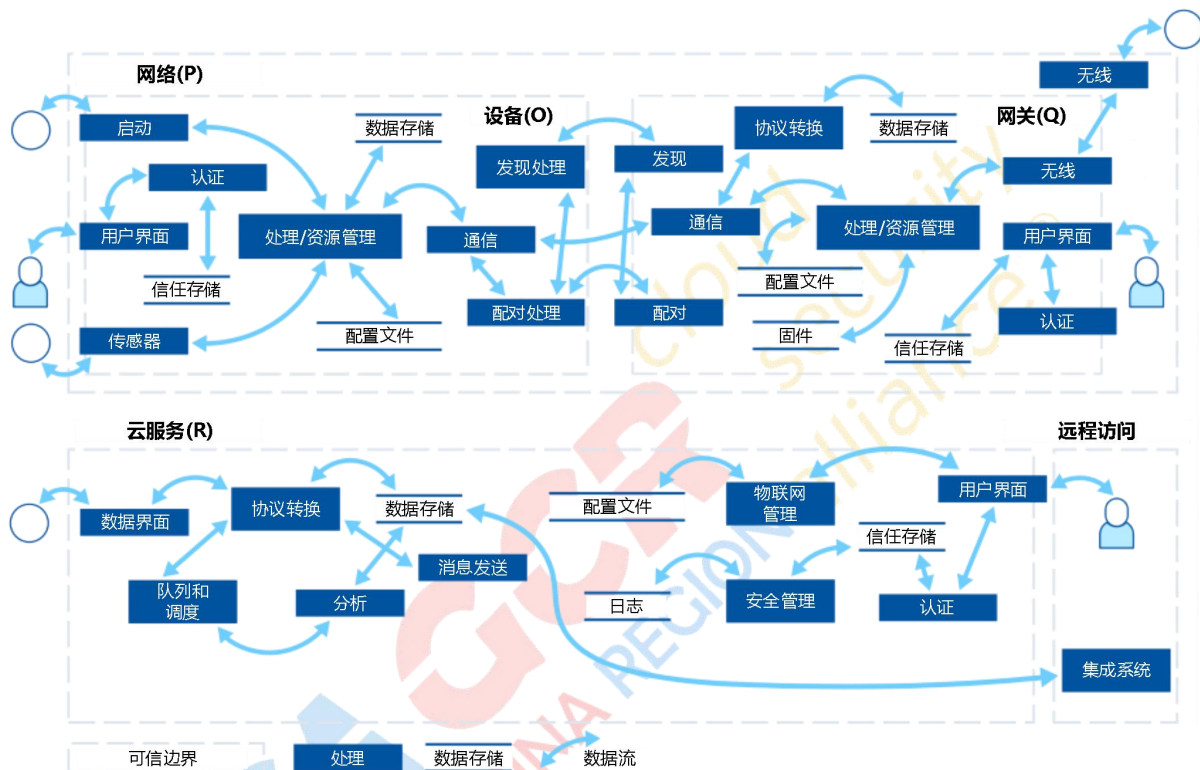 网络(P)
无线
启动
数据存储
设备(O)
协议转换
数据存储
网关(Q)
发现处理
发现
无线
认证
用户界面
处理/资源管理
通信
通信
处理/资源管理
用户界面
信任存储
配置文件
配对处理
配对
固件
认证
传感器
配置文件
信任存储
云服务(R)
远程访问
数据界面
协议转换
数据存储
配置文件
物联网
管理
用户界面
信任存储
消息发送
队列和
调度
分析
日志
安全管理
认证
集成系统
可信边界
处理
数据存储
数据流
cloud
security
alliance
GCR
REGION